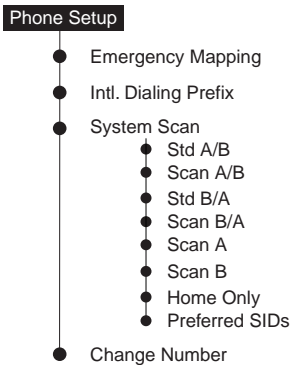 Phone Setup
Emergency Mapping
Intl. Dialing Prefix
System Scan
Std A/B
Scan A/B
Std B/A
Scan B/A
Scan A
Scan B
Home Only
Preferred SIDs
Change Number